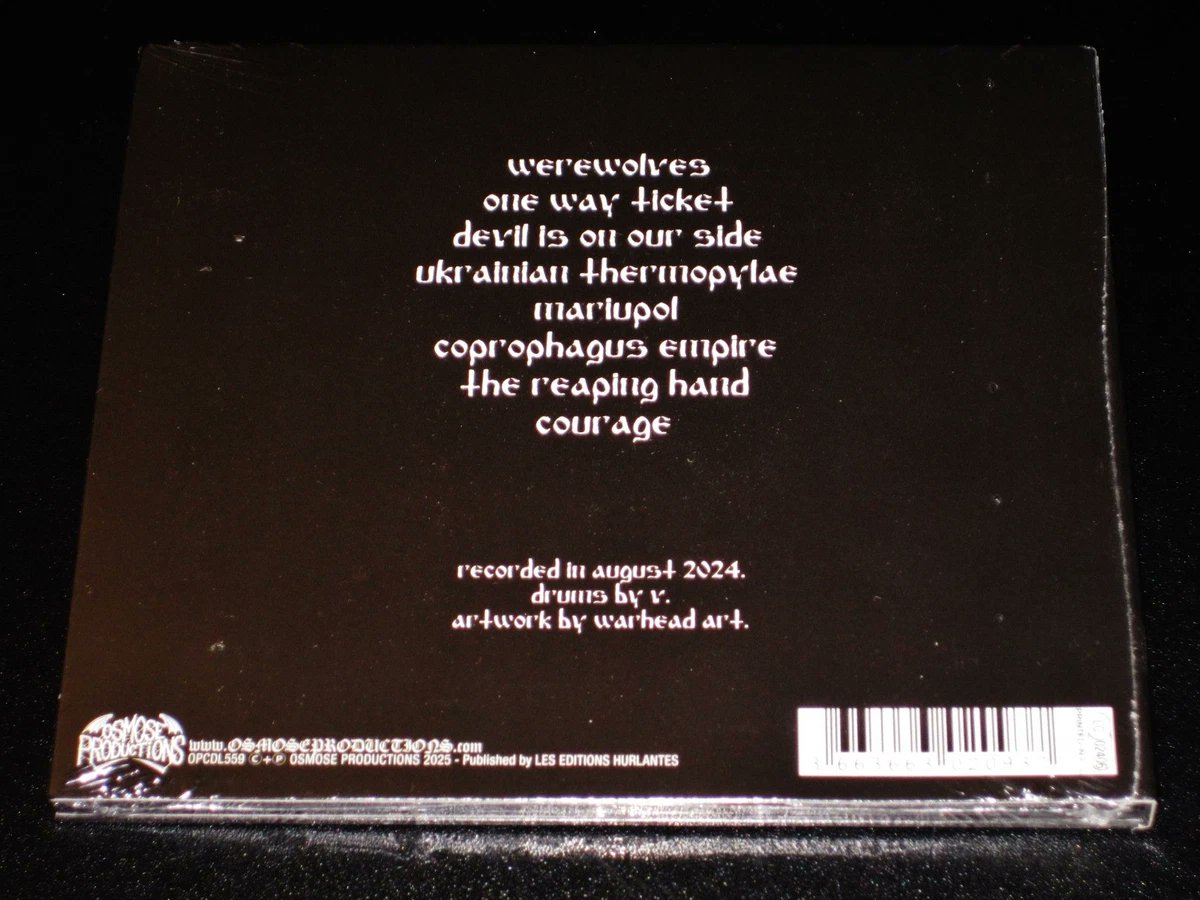 werewolves
one way ticket
devil is on our side
ukrainian thermopylae
mariupol
coprophagus empire
the reaping hand
courage
recorded in august 2024.
drums by v.
artwork by warhead art.
OSMOSE
PRODUCTIONS
www.OSMOSEPRODUCTIONS.com
OPCDL559 ©+℗ OSMOSE PRODUCTIONS 2025 - Published by LES EDITIONS HURLANTES